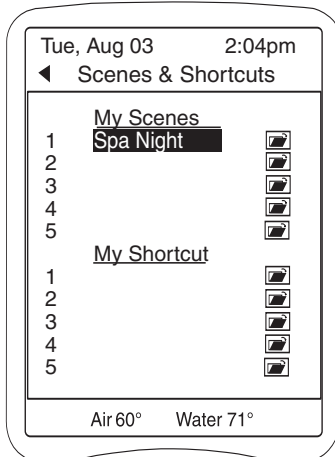 Tue, Aug 03 2:04pm
Scenes & Shortcuts
My Scenes
1 Spa Night
2
3
4
5
My Shortcut
1
2
3
4
5
Air 60° Water 71°